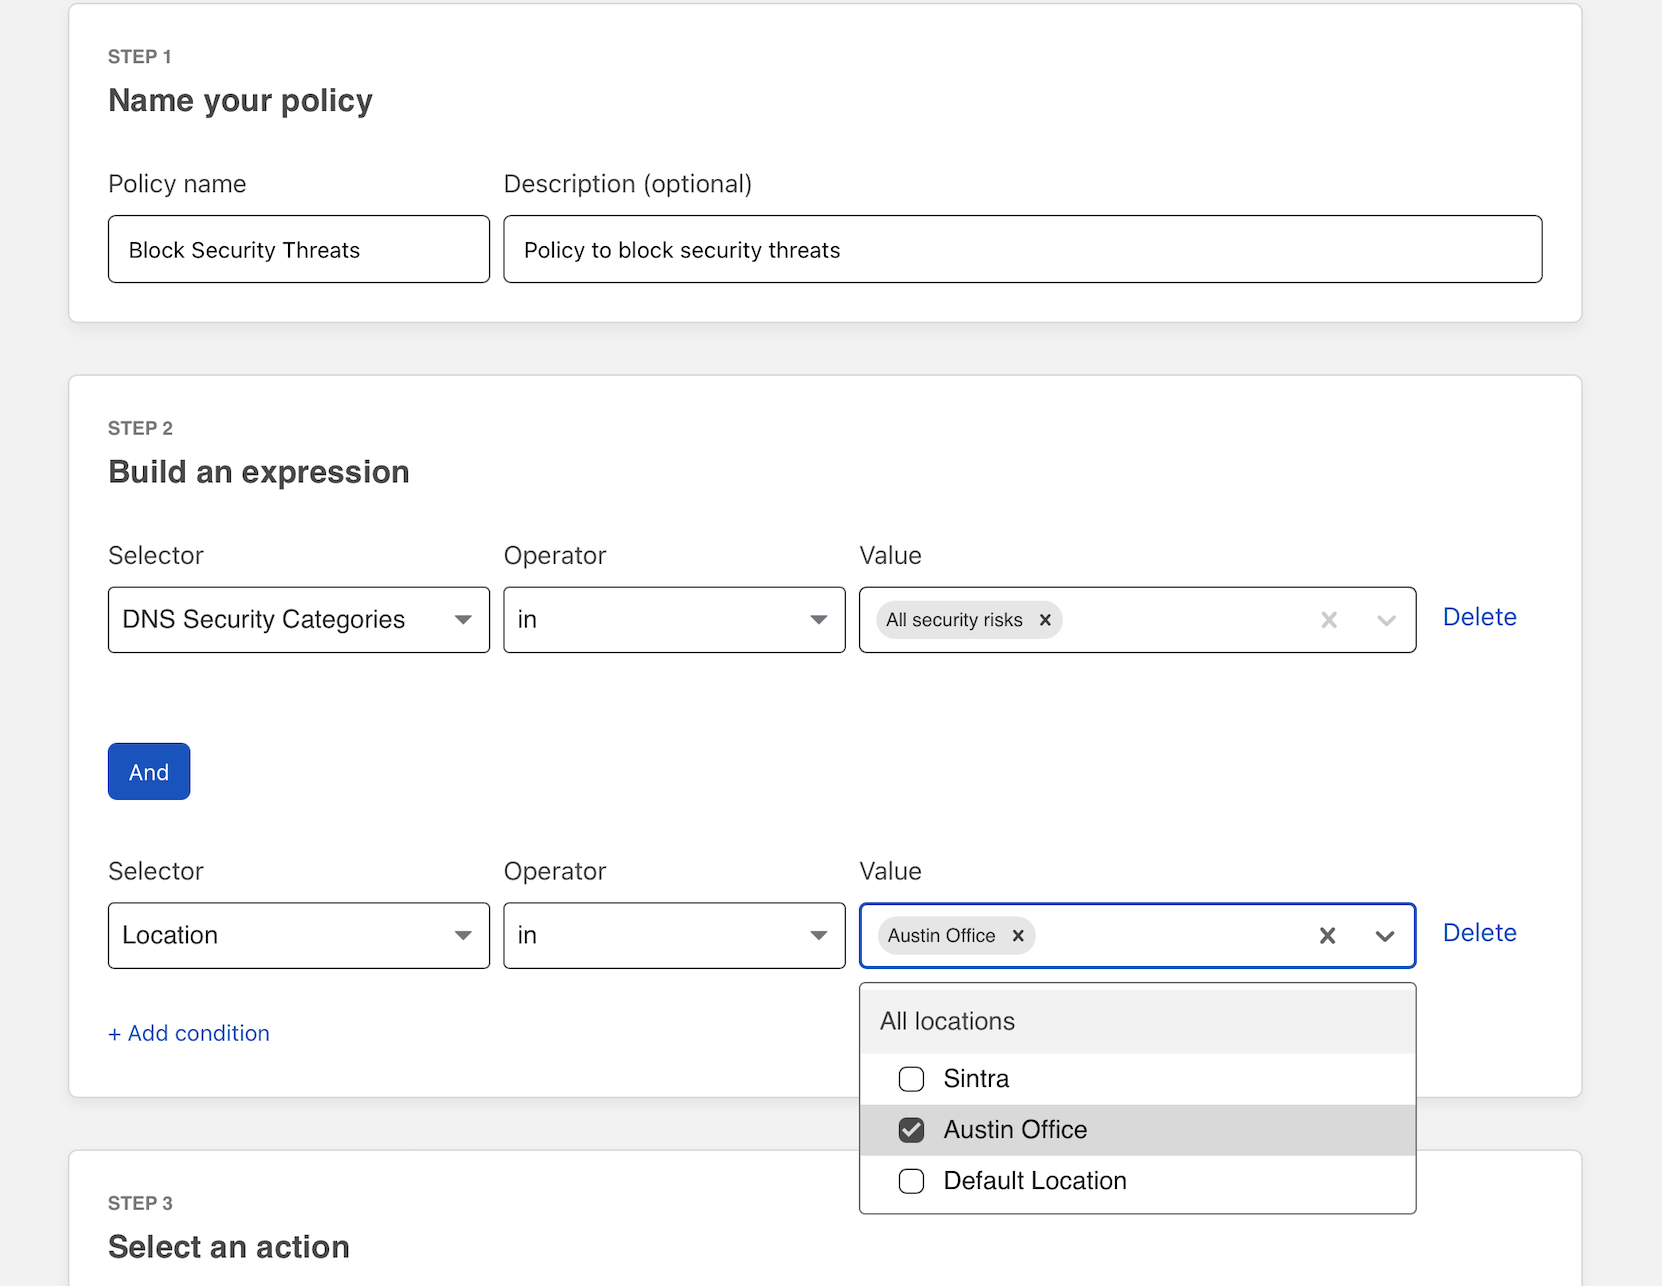 STEP 1
Name your policy
Policy name Description (optional)
Block Security Threats Policy to block security threats
STEP 2
Build an expression
Selector Operator Value
DNS Security Categories in All security risks Delete
And
Selector Operator Value
Location in Austin Office Delete
+ Add condition
All locations
Sintra
Austin Office
Default Location
STEP 3
Select an action